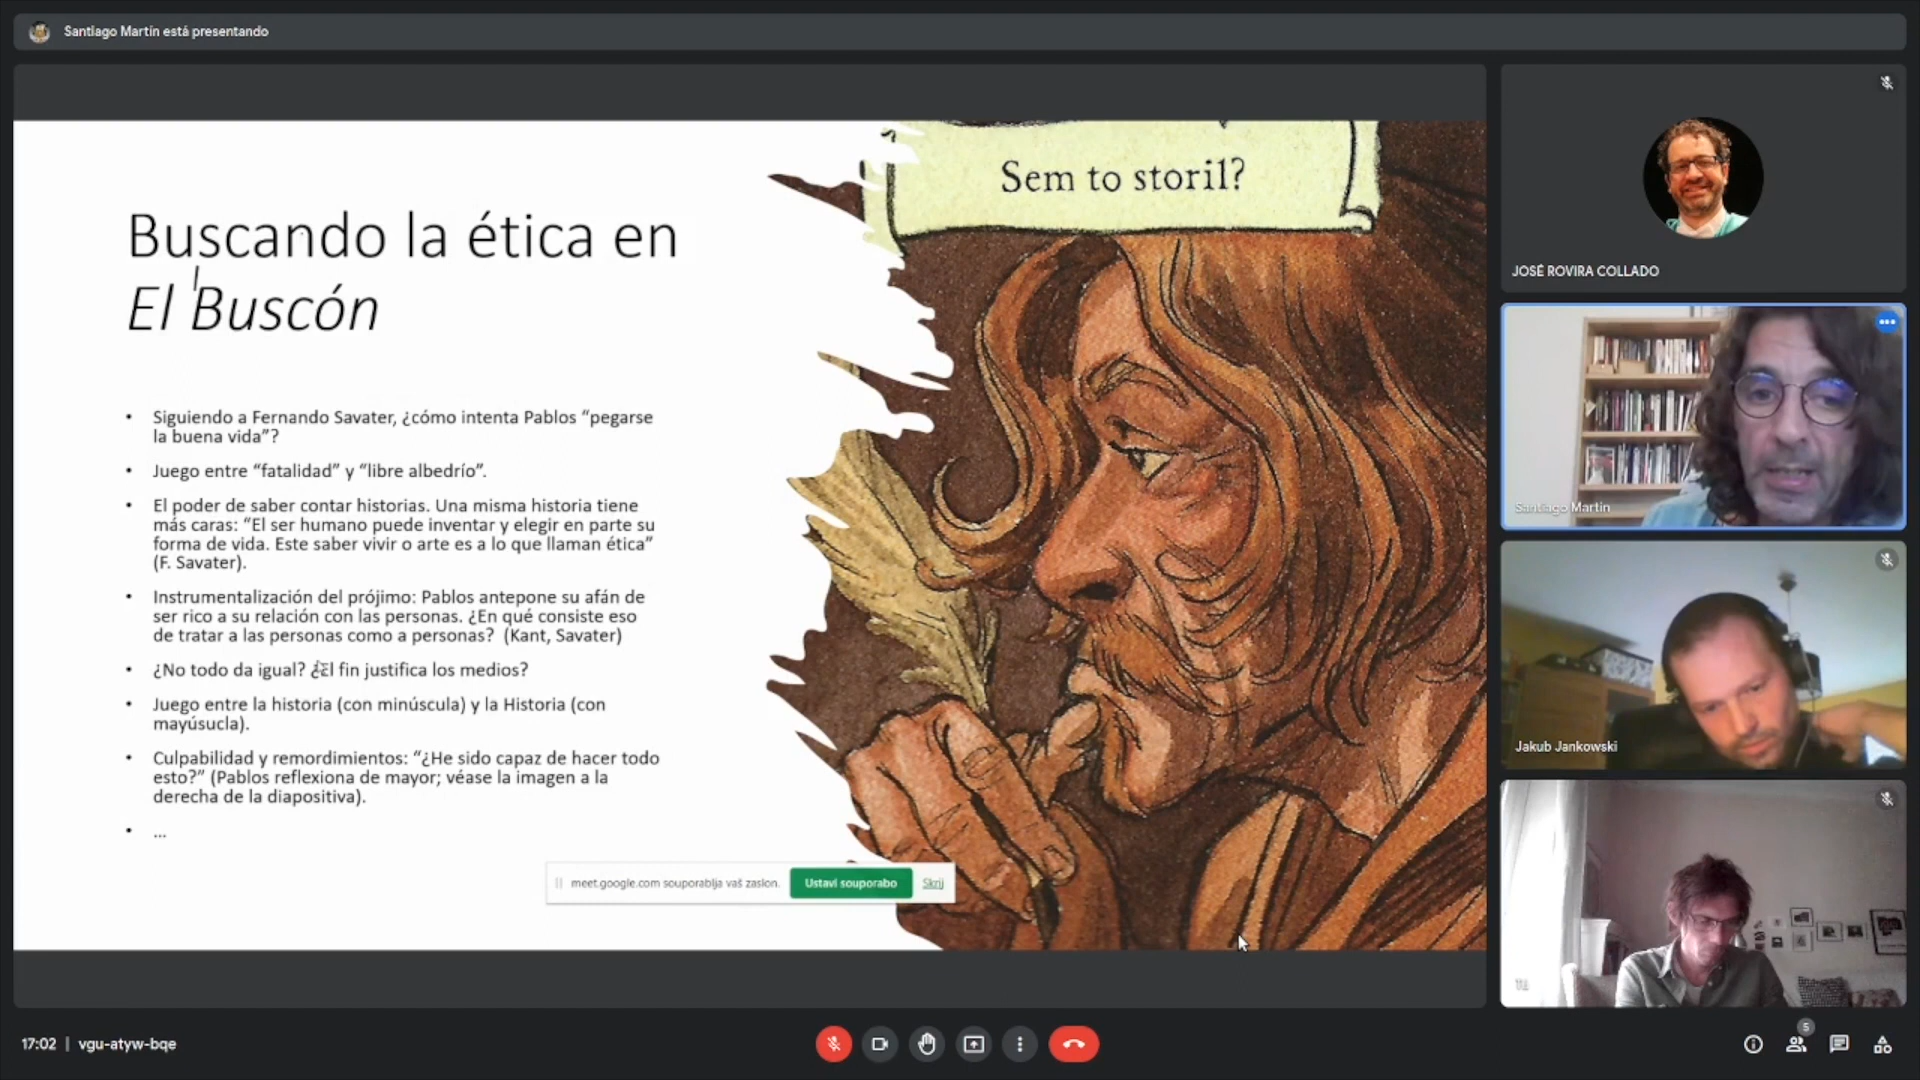 Santiago Martín está presentando
Sem to storil?
Buscando la ética en
El Buscón
• Siguiendo a Fernando Savater, ¿cómo intenta Pablos “pegarse
la buena vida”?
• Juego entre “fatalidad” y “libre albedrío”.
• El poder de saber contar historias. Una misma historia tiene
más caras: “El ser humano puede inventar y elegir en parte su
forma de vida. Este saber vivir o arte es a lo que llaman ética”
(F. Savater).
• Instrumentalización del prójimo: Pablos antepone su afán de
ser rico a su relación con las personas. ¿En qué consiste eso
de tratar a las personas como a personas? (Kant, Savater)
• ¿No todo da igual? ¿El fin justifica los medios?
• Juego entre la historia (con minúscula) y la Historia (con
mayúsucla).
• Culpabilidad y remordimientos: “¿He sido capaz de hacer todo
esto?” (Pablos reflexiona de mayor; véase la imagen a la
derecha de la diapositiva).
• ...
meet.google.com souporablja vaš zaslon.
Ustavi souporabo
Skrij
JOSÉ ROVIRA COLLADO
Santiago Martín
Jakub Jankowski
Tú
17:02 | vgu-atyw-bqe
5